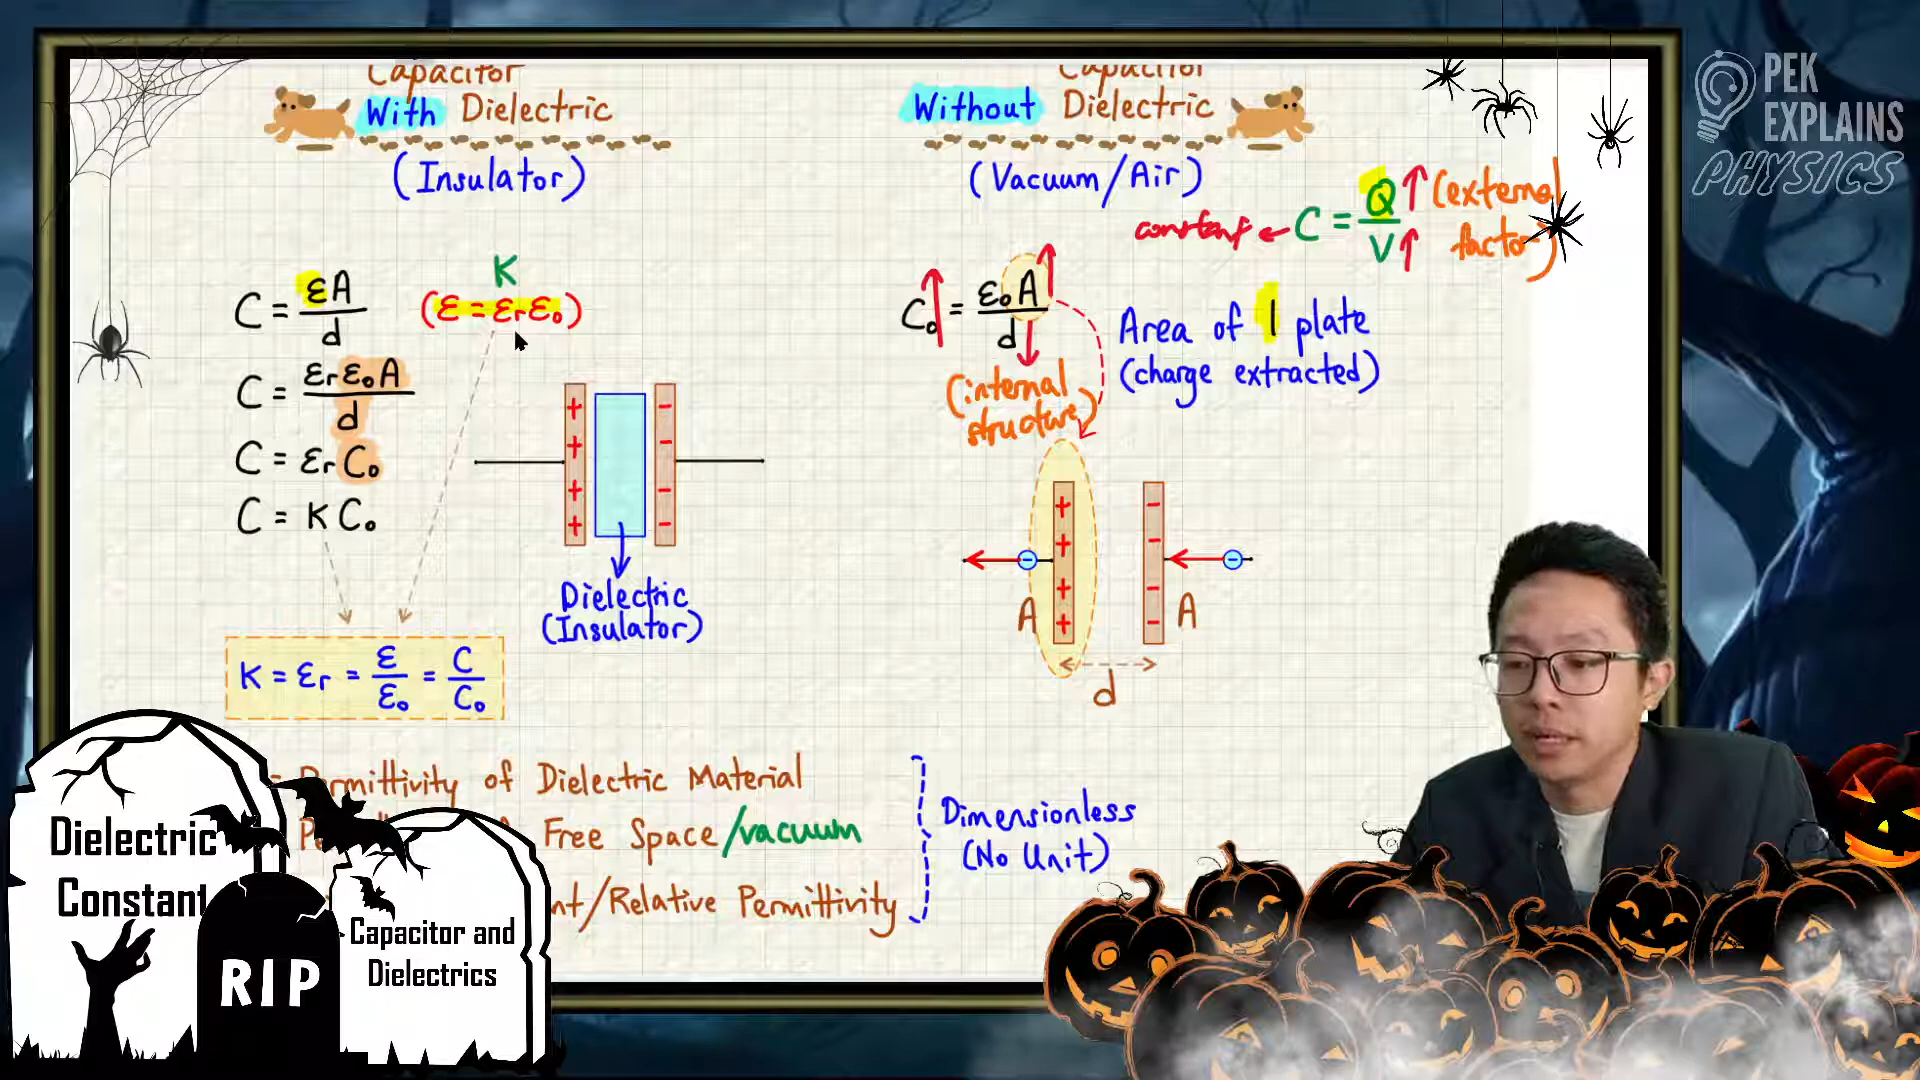 Capacitor
With Dielectric
(Insulator)
C = εA / d
K
(ε = εrε₀)
C = εrε₀A / d
C = εrC₀
C = KC₀
+
+
+
+
-
-
-
-
Dielectric
(Insulator)
K = εr = ε / ε₀ = C / C₀
Capacitor
Without Dielectric
(Vacuum/Air)
constant ← C = Q↑ / V↑ (external factor)
C₀↑ = ε₀A↑ / d↓
(internal structure)
Area of 1 plate
(charge extracted)
+
+
+
+
-
-
-
-
-
-
A
A
d
Permittivity of Dielectric Material
Free Space/vacuum
nt/Relative Permittivity
Dimensionless
(No Unit)
Dielectric
Constant
RIP
Capacitor and
Dielectrics
PEK
EXPLAINS
PHYSICS